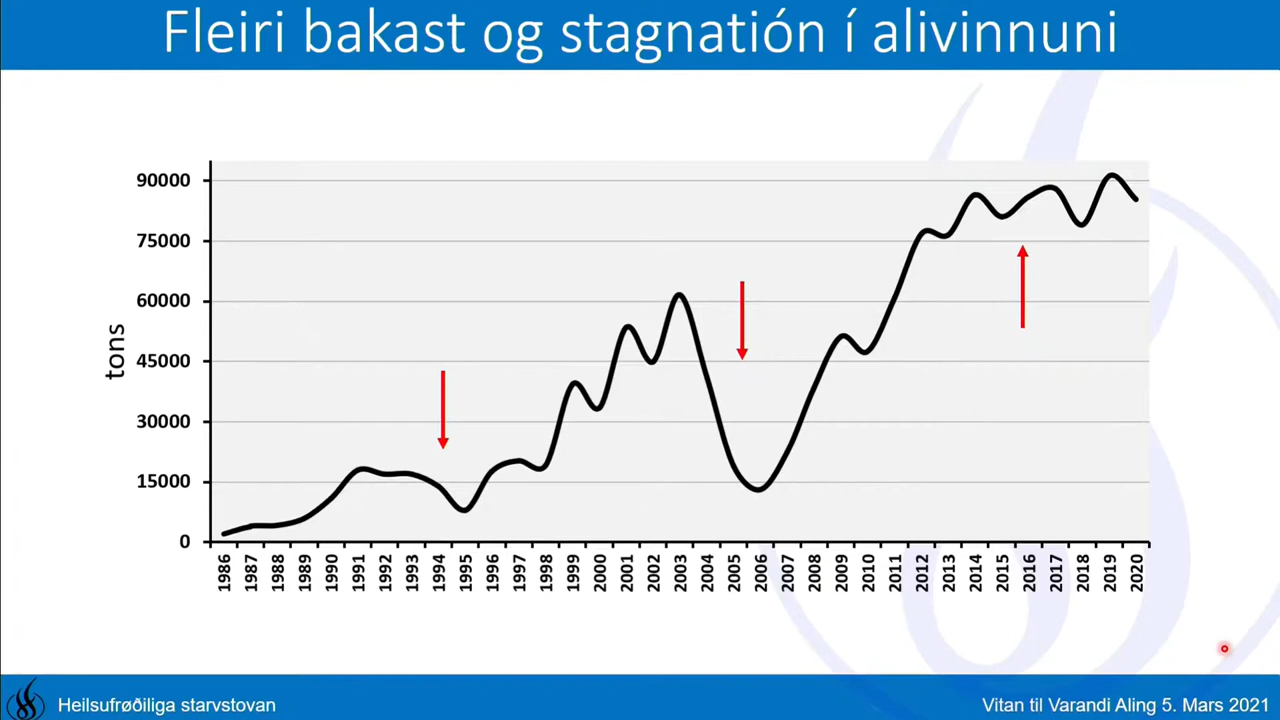 Fleiri bakast og stagnatión í alivinnuni
90000
75000
60000
45000
30000
15000
0
tons
1986 1987 1988 1989 1990 1991 1992 1993 1994 1995 1996 1997 1998 1999 2000 2001 2002 2003 2004 2005 2006 2007 2008 2009 2010 2011 2012 2013 2014 2015 2016 2017 2018 2019 2020
Heilsufrøðiliga starvstovan
Vitan til Varandi Aling 5. Mars 2021